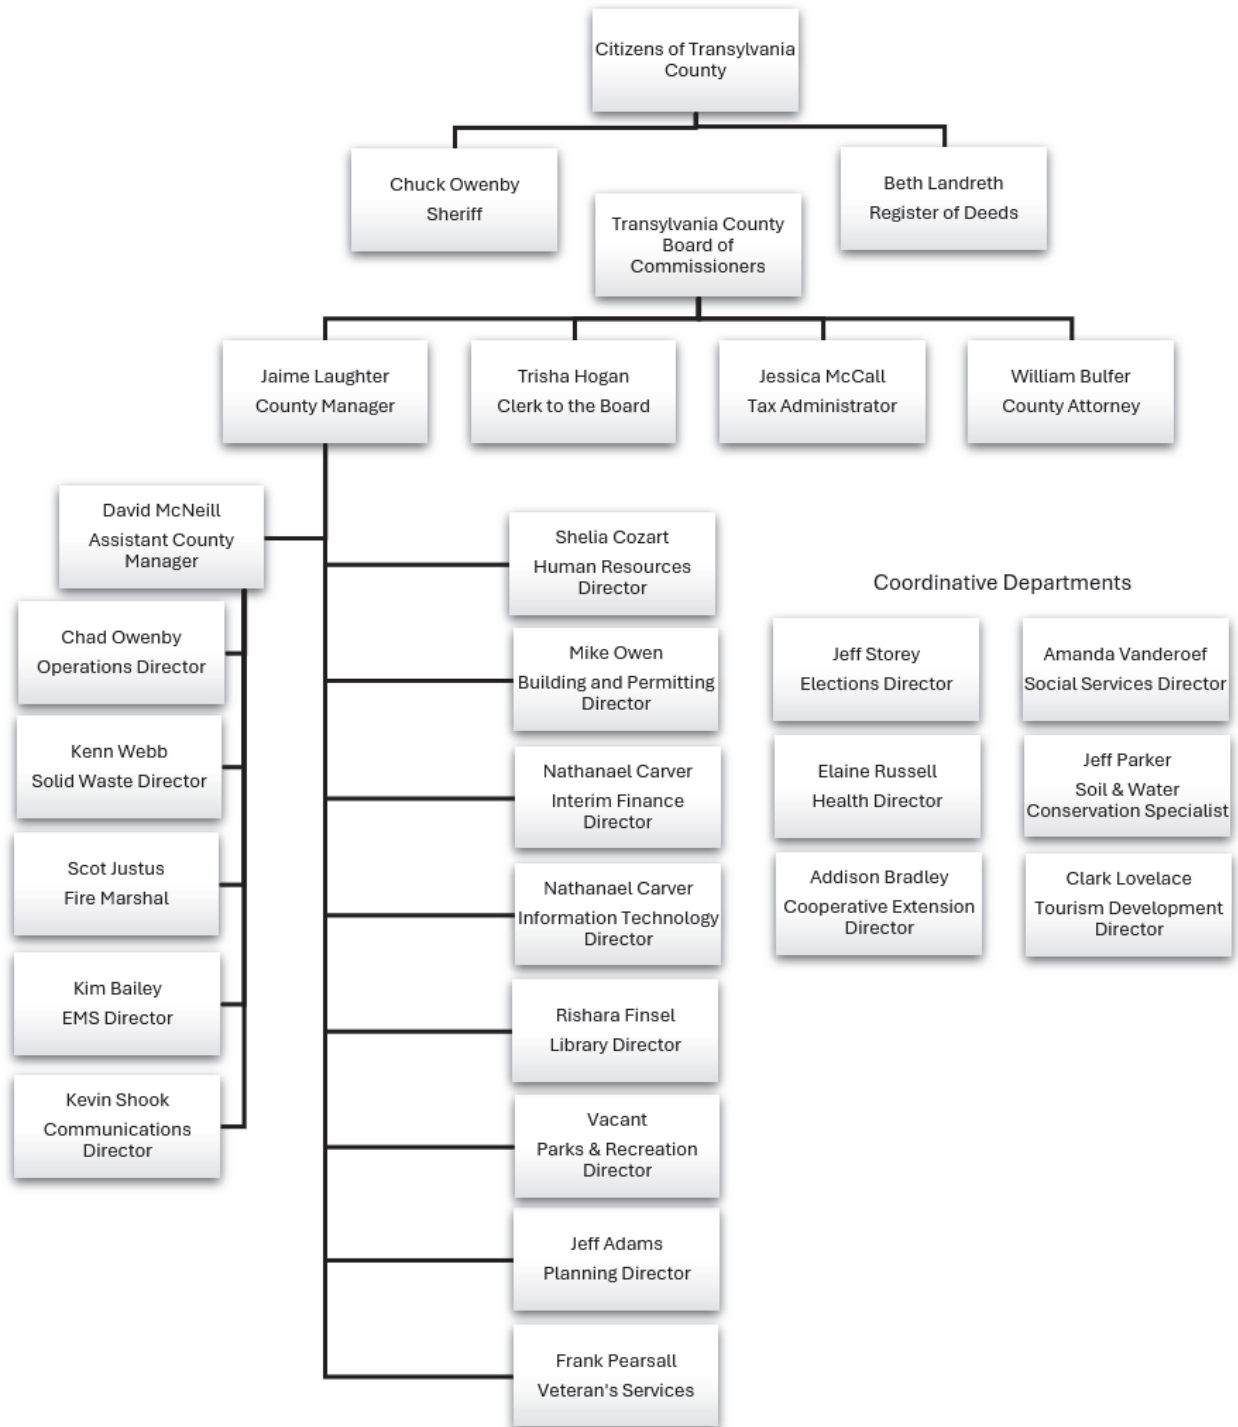 Citizens of Transylvania
County
Chuck Owenby
Sheriff
Beth Landreth
Register of Deeds
Transylvania County
Board of
Commissioners
Jaime Laughter
County Manager
Trisha Hogan
Clerk to the Board
Jessica McCall
Tax Administrator
William Bulfer
County Attorney
David McNeill
Assistant County
Manager
Chad Owenby
Operations Director
Kenn Webb
Solid Waste Director
Scot Justus
Fire Marshal
Kim Bailey
EMS Director
Kevin Shook
Communications
Director
Shelia Cozart
Human Resources
Director
Mike Owen
Building and Permitting
Director
Nathanael Carver
Interim Finance
Director
Nathanael Carver
Information Technology
Director
Rishara Finsel
Library Director
Vacant
Parks & Recreation
Director
Jeff Adams
Planning Director
Frank Pearsall
Veteran's Services
Coordinative Departments
Jeff Storey
Elections Director
Amanda Vanderoef
Social Services Director
Elaine Russell
Health Director
Jeff Parker
Soil & Water
Conservation Specialist
Addison Bradley
Cooperative Extension
Director
Clark Lovelace
Tourism Development
Director